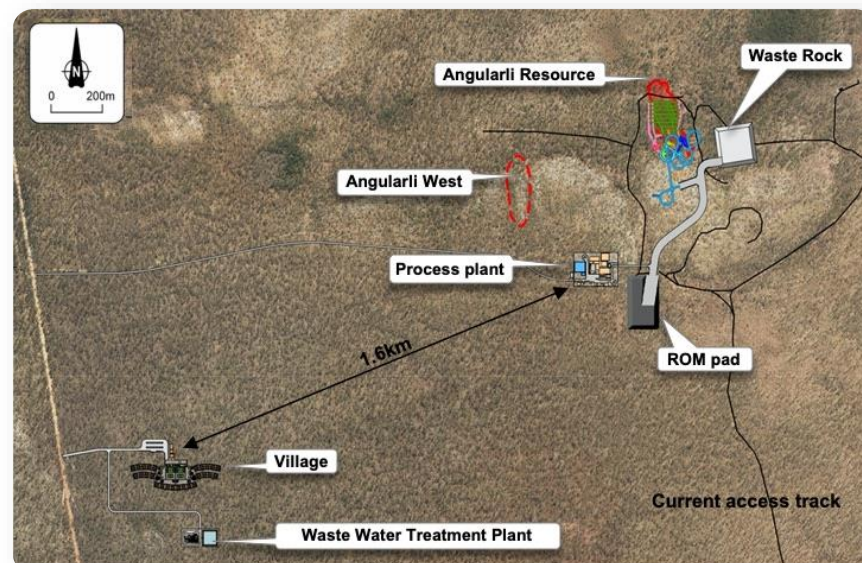 N
0 200m
Waste Rock
Angularli Resource
Angularli West
Process plant
1.6km
ROM pad
Village
Current access track
Waste Water Treatment Plant